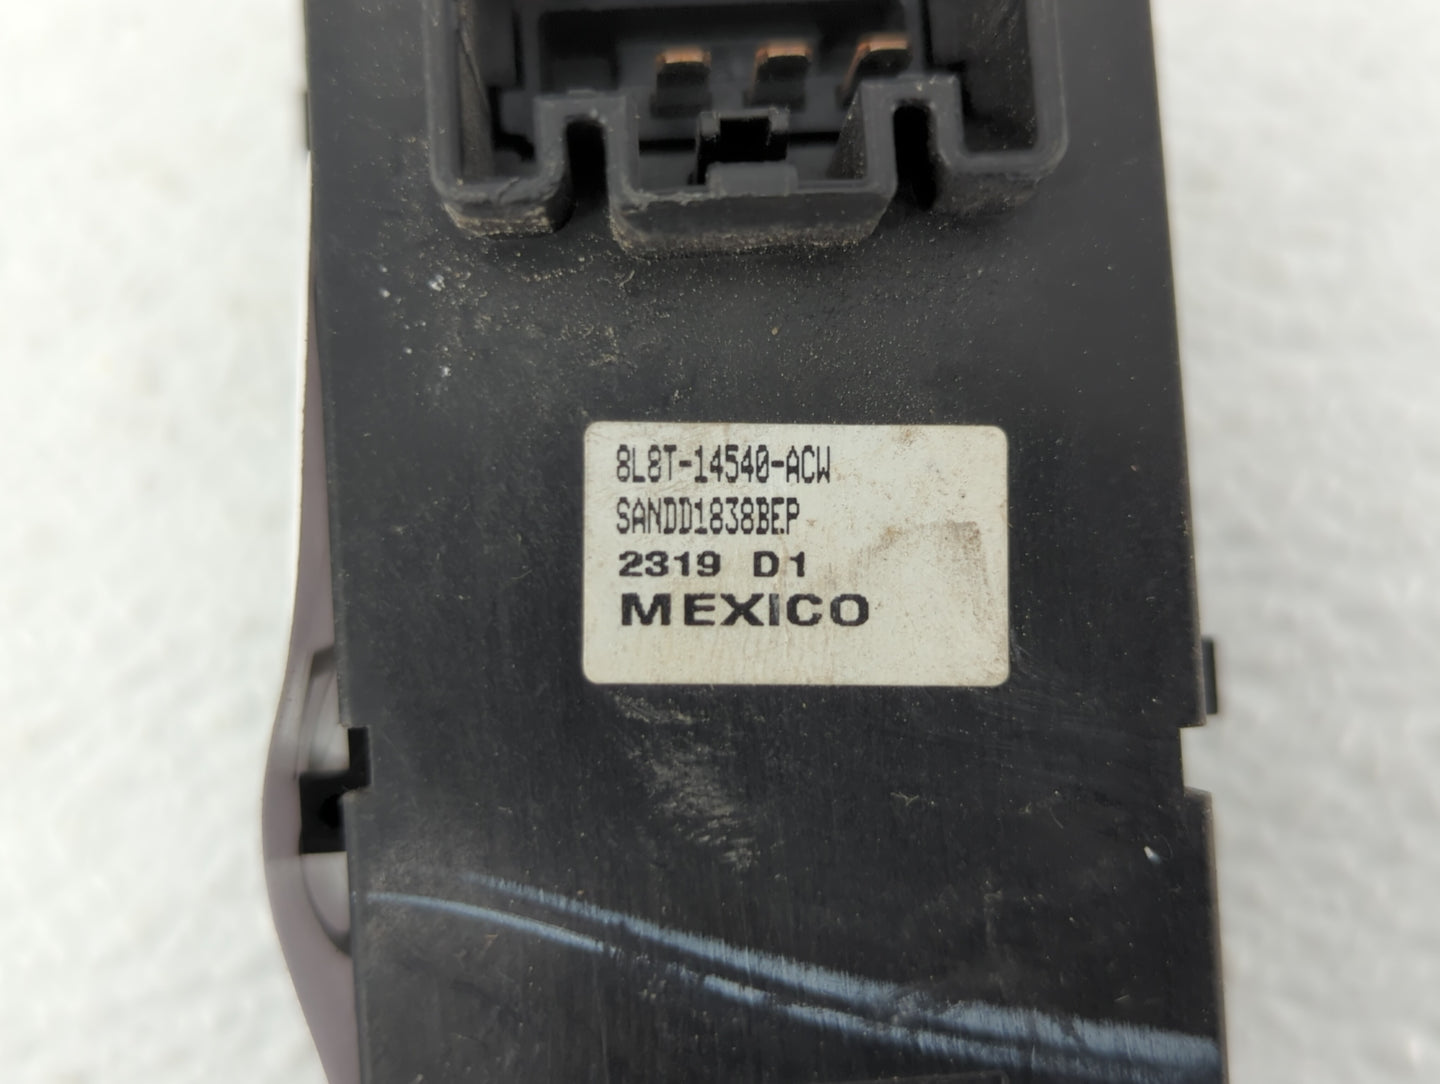 8L8T-14540-ACW
SANDD1838BEP
2319 D1
MEXICO